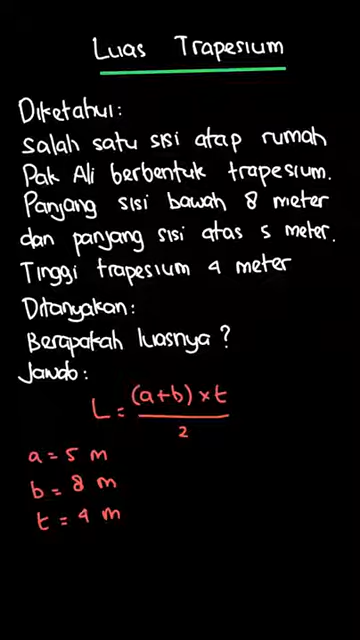 Luas Trapesium
Diketahui:
Salah satu sisi atap rumah
Pak Ali berbentuk trapesium.
Panjang sisi bawah 8 meter
dan panjang sisi atas 5 meter.
Tinggi trapesium 4 meter
Ditanyakan:
Berapakah luasnya?
Jawab:
L = (a+b) × t / 2
a = 5 m
b = 8 m
t = 4 m